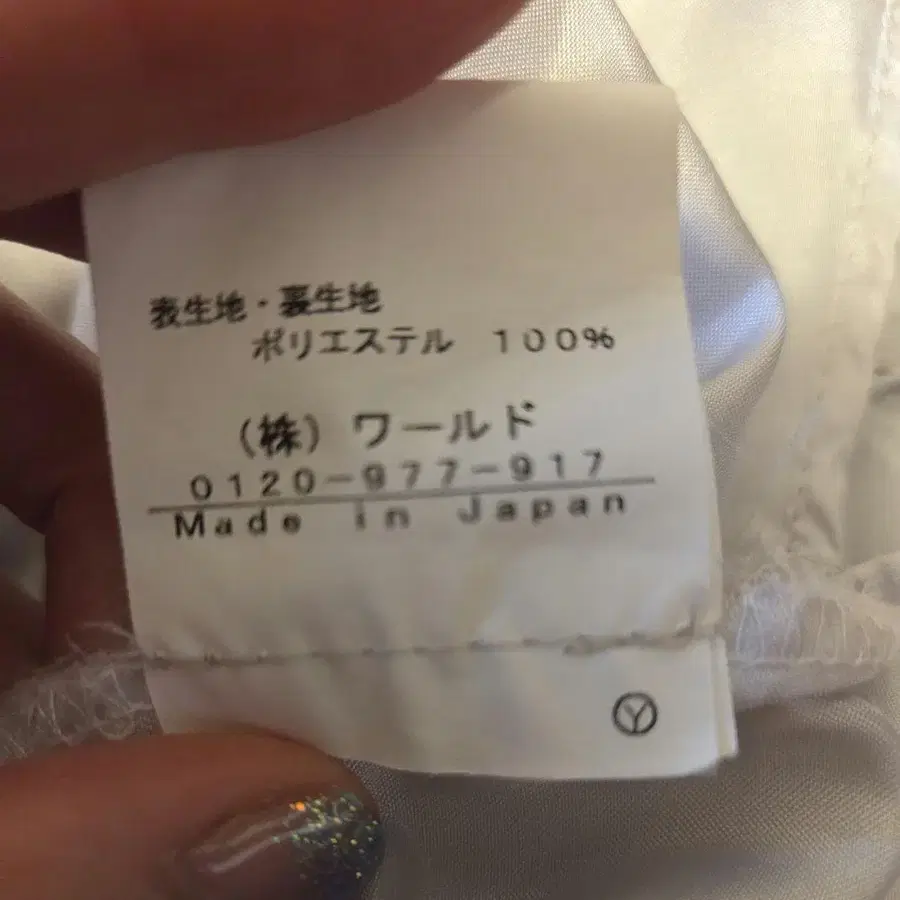 表生地・裏生地
ポリエステル 100%
（株）ワールド
0120-977-917
Made in Japan
Ⓨ